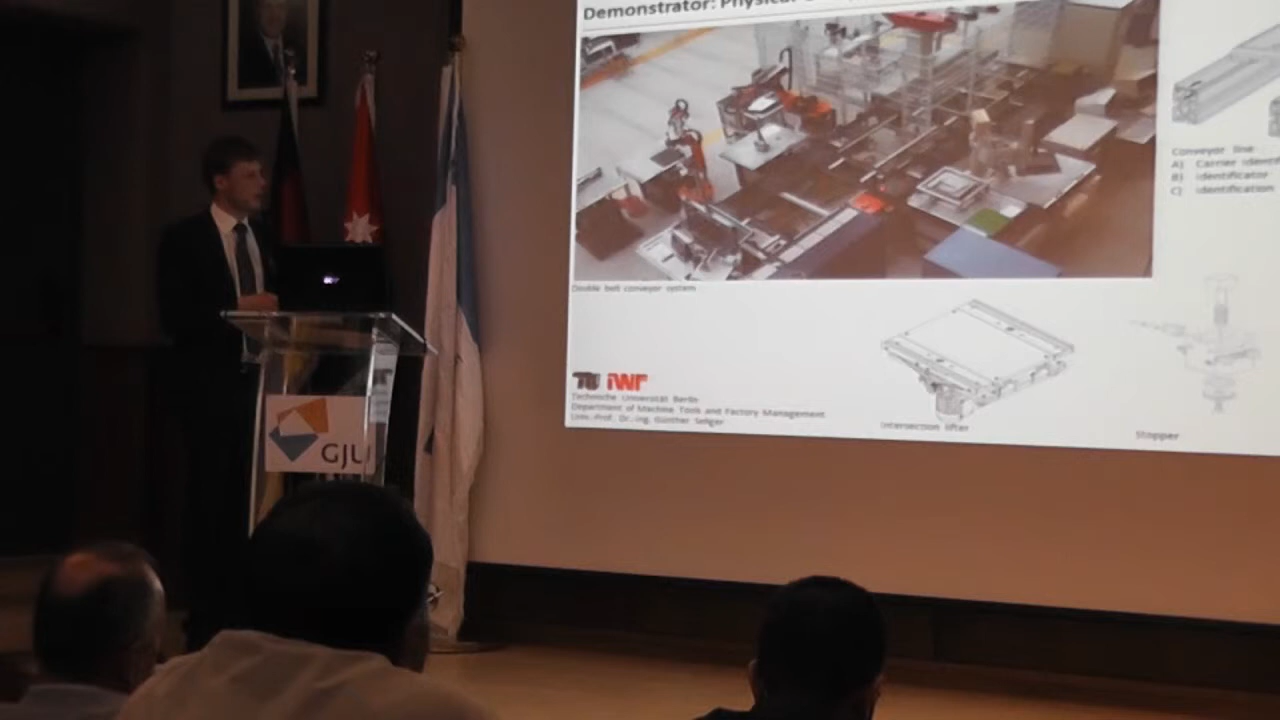 Demonstrator: Physical
Conveyor line
A) Carrier identi
B) Identificator
C) Identification
Double belt conveyor system
TU iWF
Technische Universität Berlin
Department of Machine Tools and Factory Management
Univ.-Prof. Dr.-Ing. Günther Seliger
Intersection lifter
Stopper
GJU